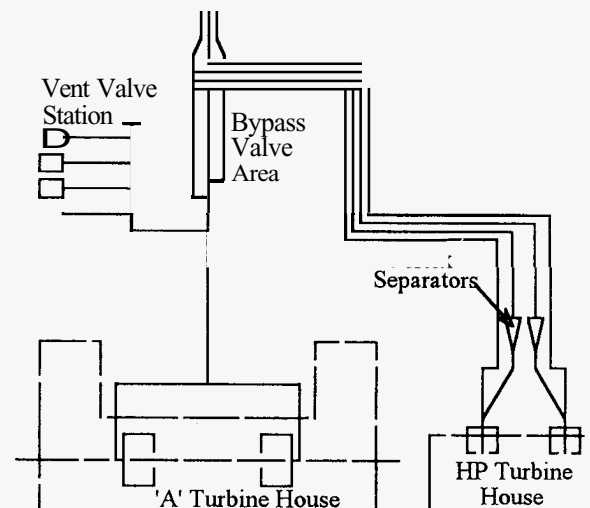 Vent Valve
Station
Bypass
Valve
Area
Separators
'A' Turbine House
HP Turbine
House